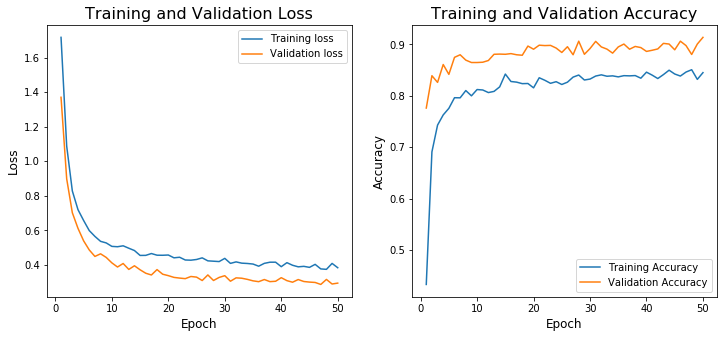 Training and Validation Loss
Training loss
Validation loss
1.6
1.4
1.2
1.0
0.8
0.6
0.4
Loss
0
10
20
30
40
50
Epoch
Training and Validation Accuracy
0.9
0.8
0.7
0.6
0.5
Accuracy
Training Accuracy
Validation Accuracy
0
10
20
30
40
50
Epoch